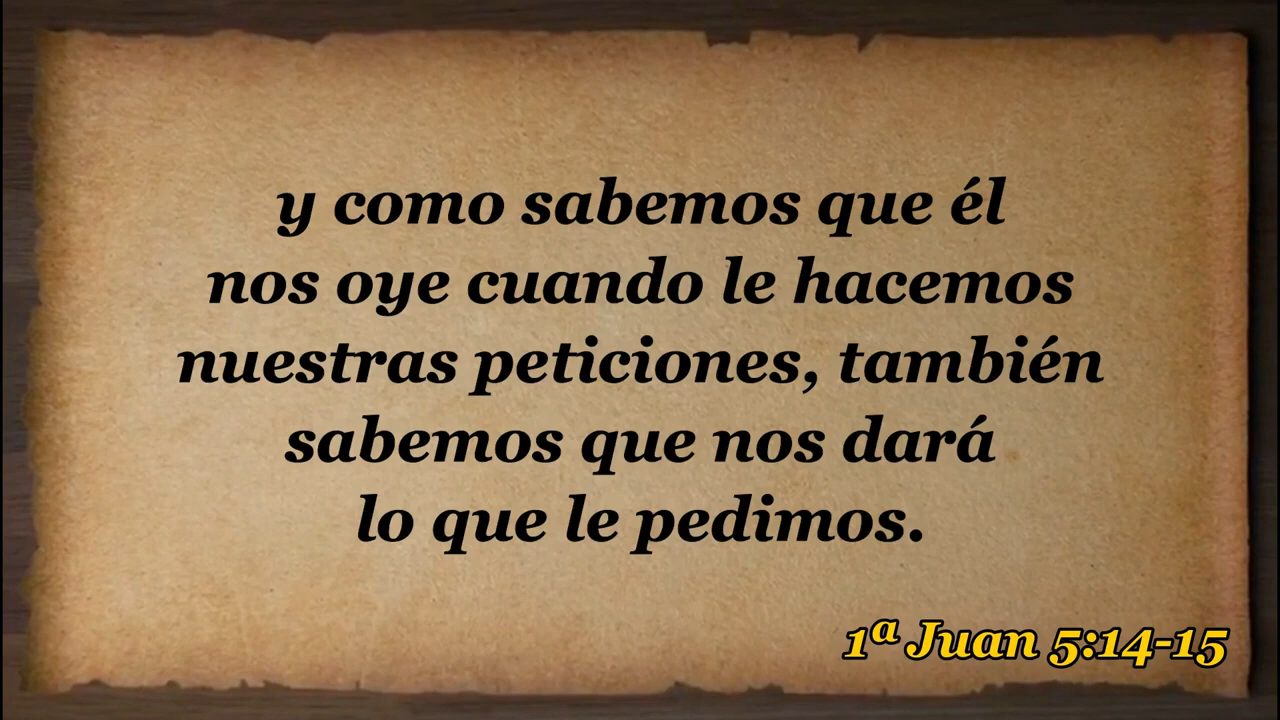 y como sabemos que él
nos oye cuando le hacemos
nuestras peticiones, también
sabemos que nos dará
lo que le pedimos.
1ª Juan 5:14-15